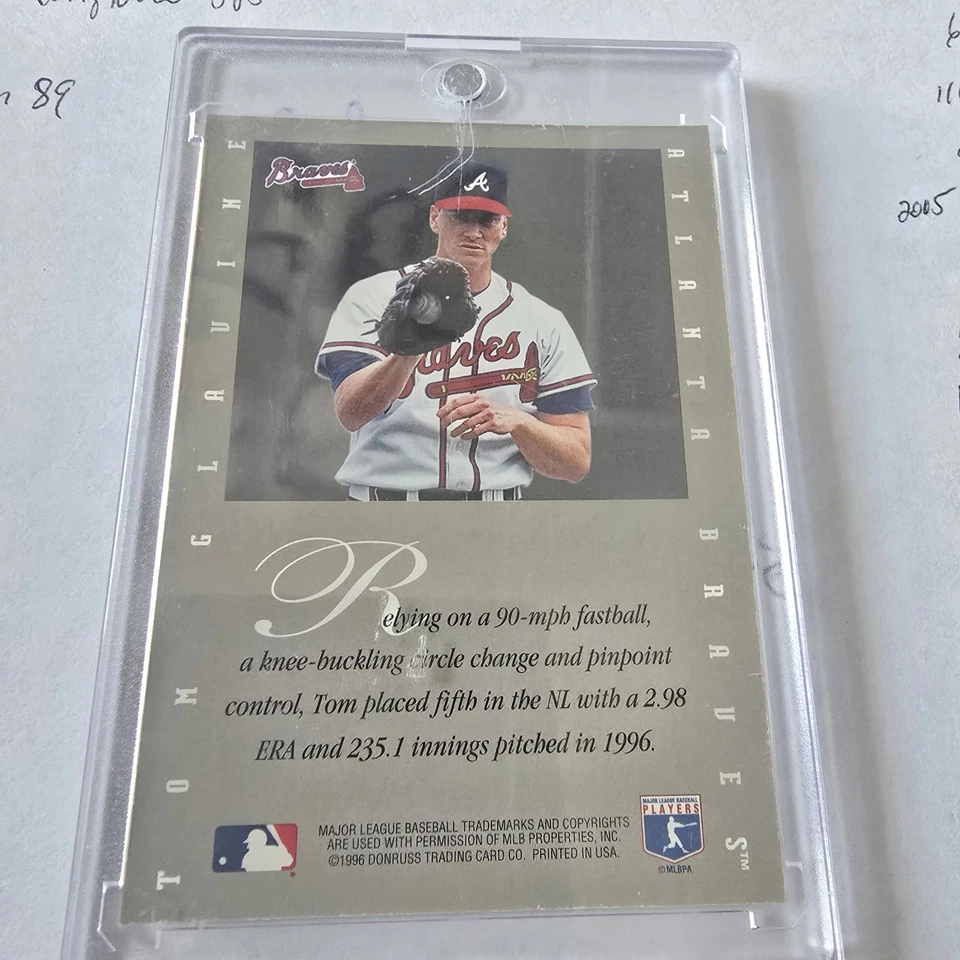 89
2005
TOM GLAVINE
ATLANTA BRAVES™
Braves
A
Braves
Relying on a 90-mph fastball,
a knee-buckling circle change and pinpoint
control, Tom placed fifth in the NL with a 2.98
ERA and 235.1 innings pitched in 1996.
MAJOR LEAGUE BASEBALL TRADEMARKS AND COPYRIGHTS
ARE USED WITH PERMISSION OF MLB PROPERTIES, INC.
©1996 DONRUSS TRADING CARD CO. PRINTED IN USA.
MAJOR LEAGUE BASEBALL
PLAYERS
©MLBPA